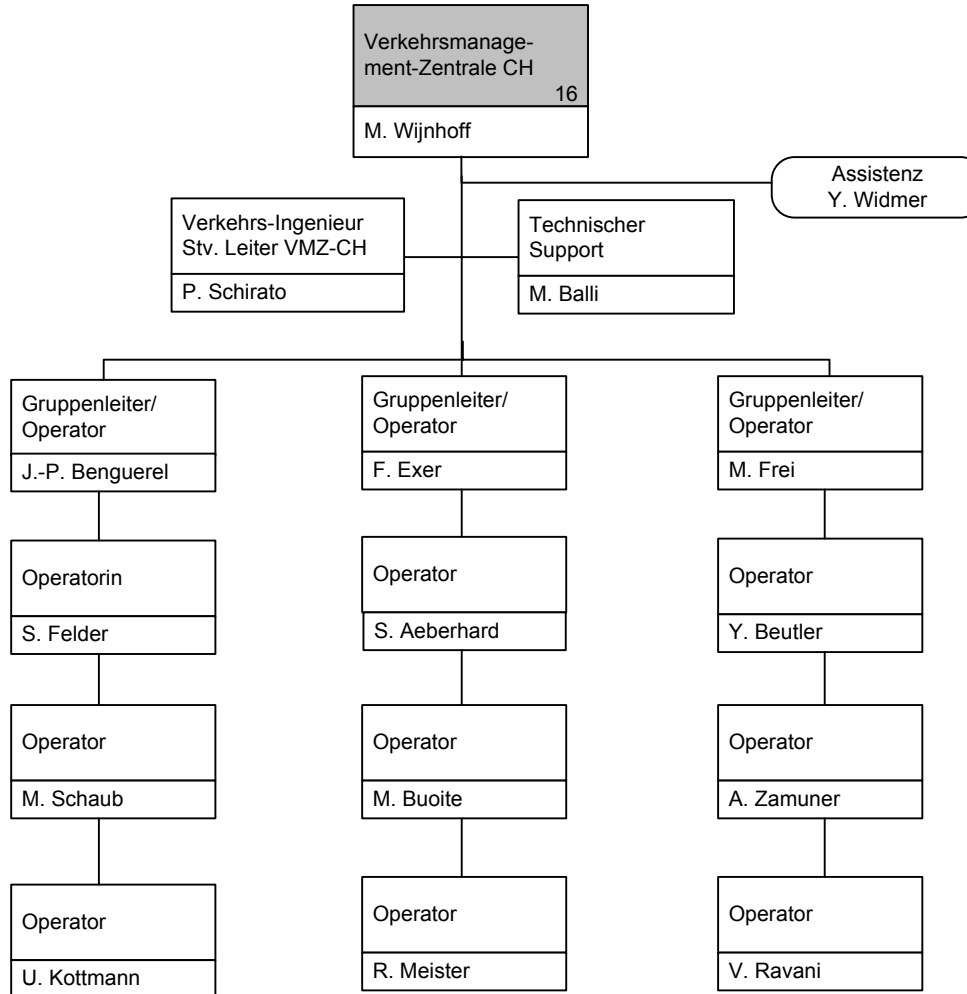 Verkehrsmanage-
ment-Zentrale CH
16
M. Wijnhoff
Assistenz
Y. Widmer
Verkehrs-Ingenieur
Stv. Leiter VMZ-CH
P. Schirato
Technischer
Support
M. Balli
Gruppenleiter/
Operator
J.-P. Benguerel
Gruppenleiter/
Operator
F. Exer
Gruppenleiter/
Operator
M. Frei
Operatorin
S. Felder
Operator
S. Aeberhard
Operator
Y. Beutler
Operator
M. Schaub
Operator
M. Buoite
Operator
A. Zamuner
Operator
U. Kottmann
Operator
R. Meister
Operator
V. Ravani